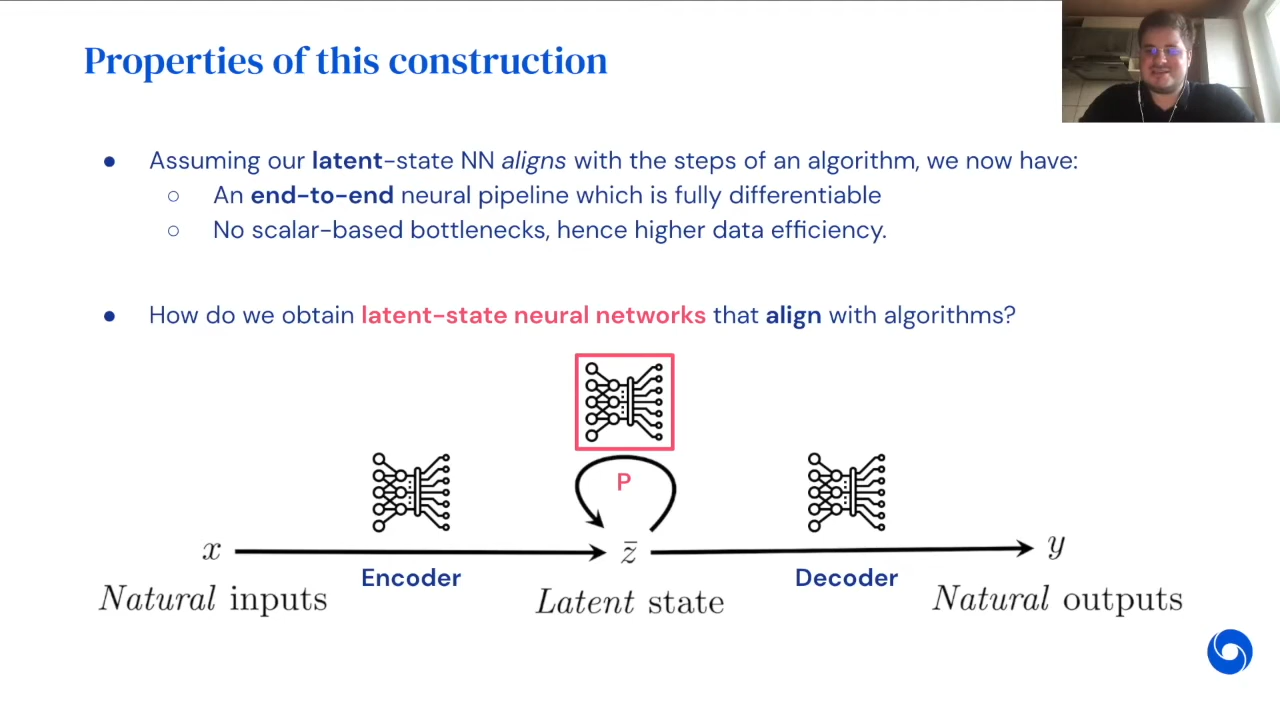 Properties of this construction
● Assuming our latent-state NN aligns with the steps of an algorithm, we now have:
○ An end-to-end neural pipeline which is fully differentiable
○ No scalar-based bottlenecks, hence higher data efficiency.
● How do we obtain latent-state neural networks that align with algorithms?
P
x z̄ y
Encoder Decoder
Natural inputs Latent state Natural outputs